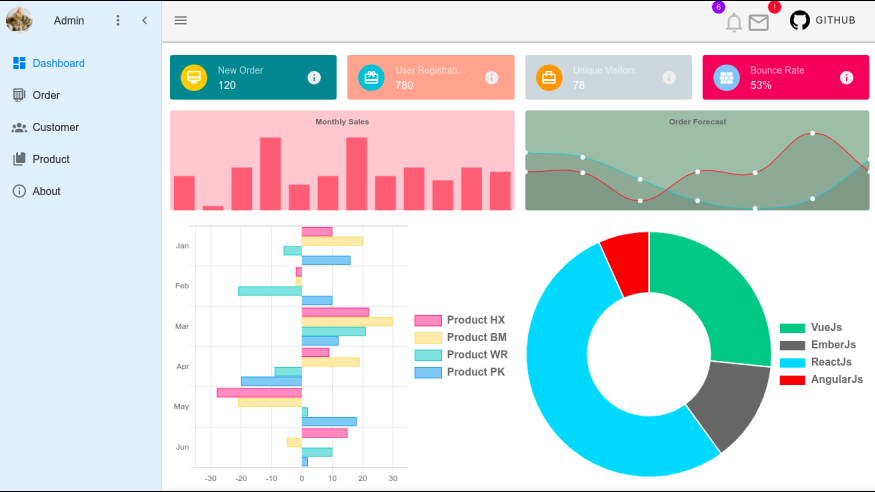 Admin
6
!
GITHUB
Dashboard
Order
Customer
Product
About
New Order
120
User Registrati...
780
Unique Visitors
78
Bounce Rate
53%
Monthly Sales
Order Forecast
Jan
Feb
Mar
Apr
May
Jun
-30 -20 -10 0 10 20 30
Product HX
Product BM
Product WR
Product PK
VueJs
EmberJs
ReactJs
AngularJs